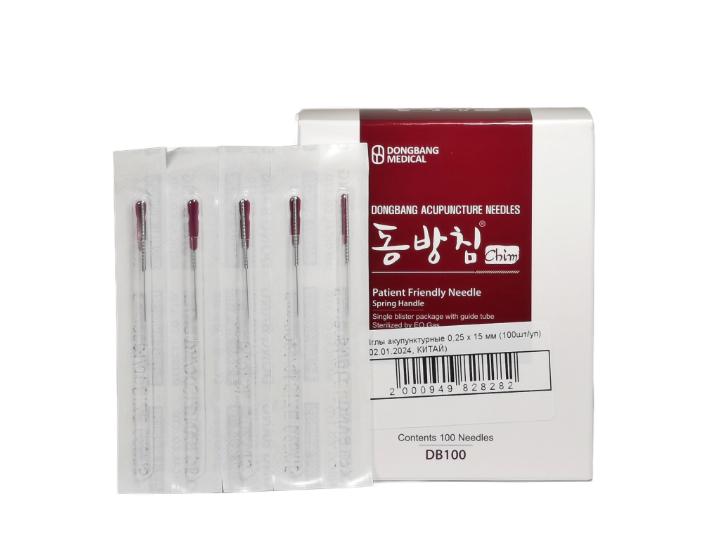 DONGBANG
MEDICAL
DONGBANG ACUPUNCTURE NEEDLES
동방침®
Chim
Patient Friendly Needle
Spring Handle
Single blister package with guide tube
Sterilized by EO Gas
Иглы акупунктурные 0,25 x 15 мм (100шт/уп)
02.01.2024, КИТАЙ)
2 000949 828282
Contents 100 Needles
DB100